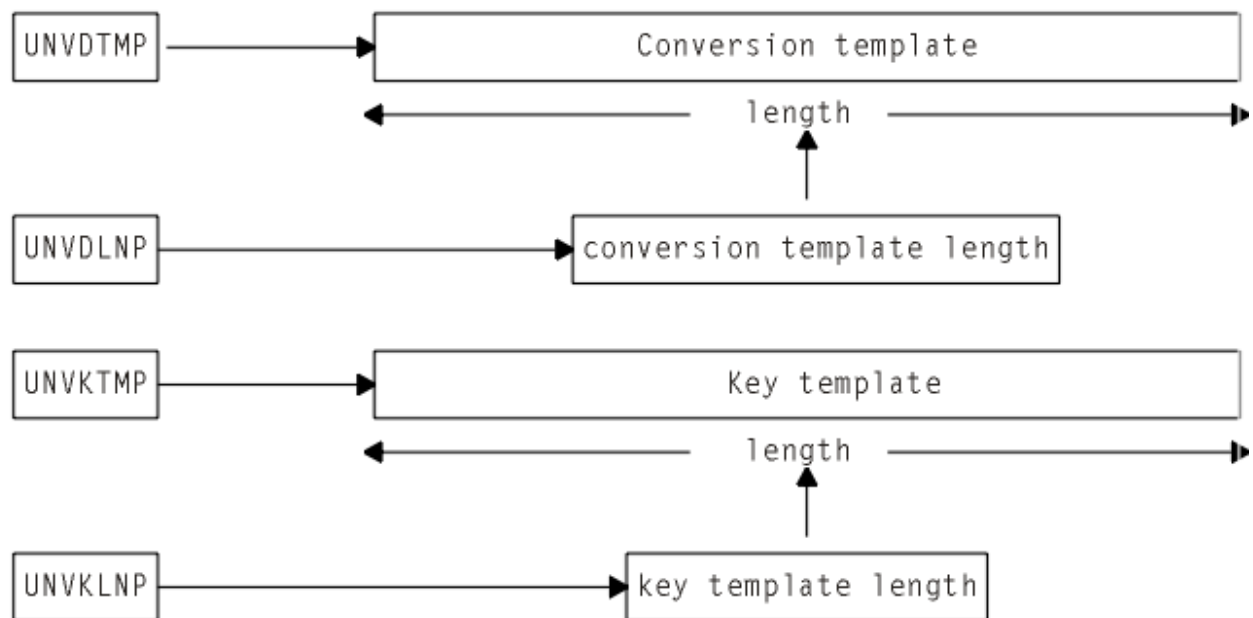 UNVDTMP Conversion template
length
UNVDLNP conversion template length
UNVKTMP Key template
length
UNVKLNP key template length